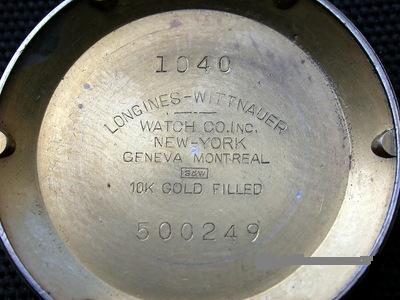 1040
LONGINES-WITTNAUER
WATCH CO.INC.
NEW-YORK
GENEVA MONTREAL
S&W
10K GOLD FILLED
500249